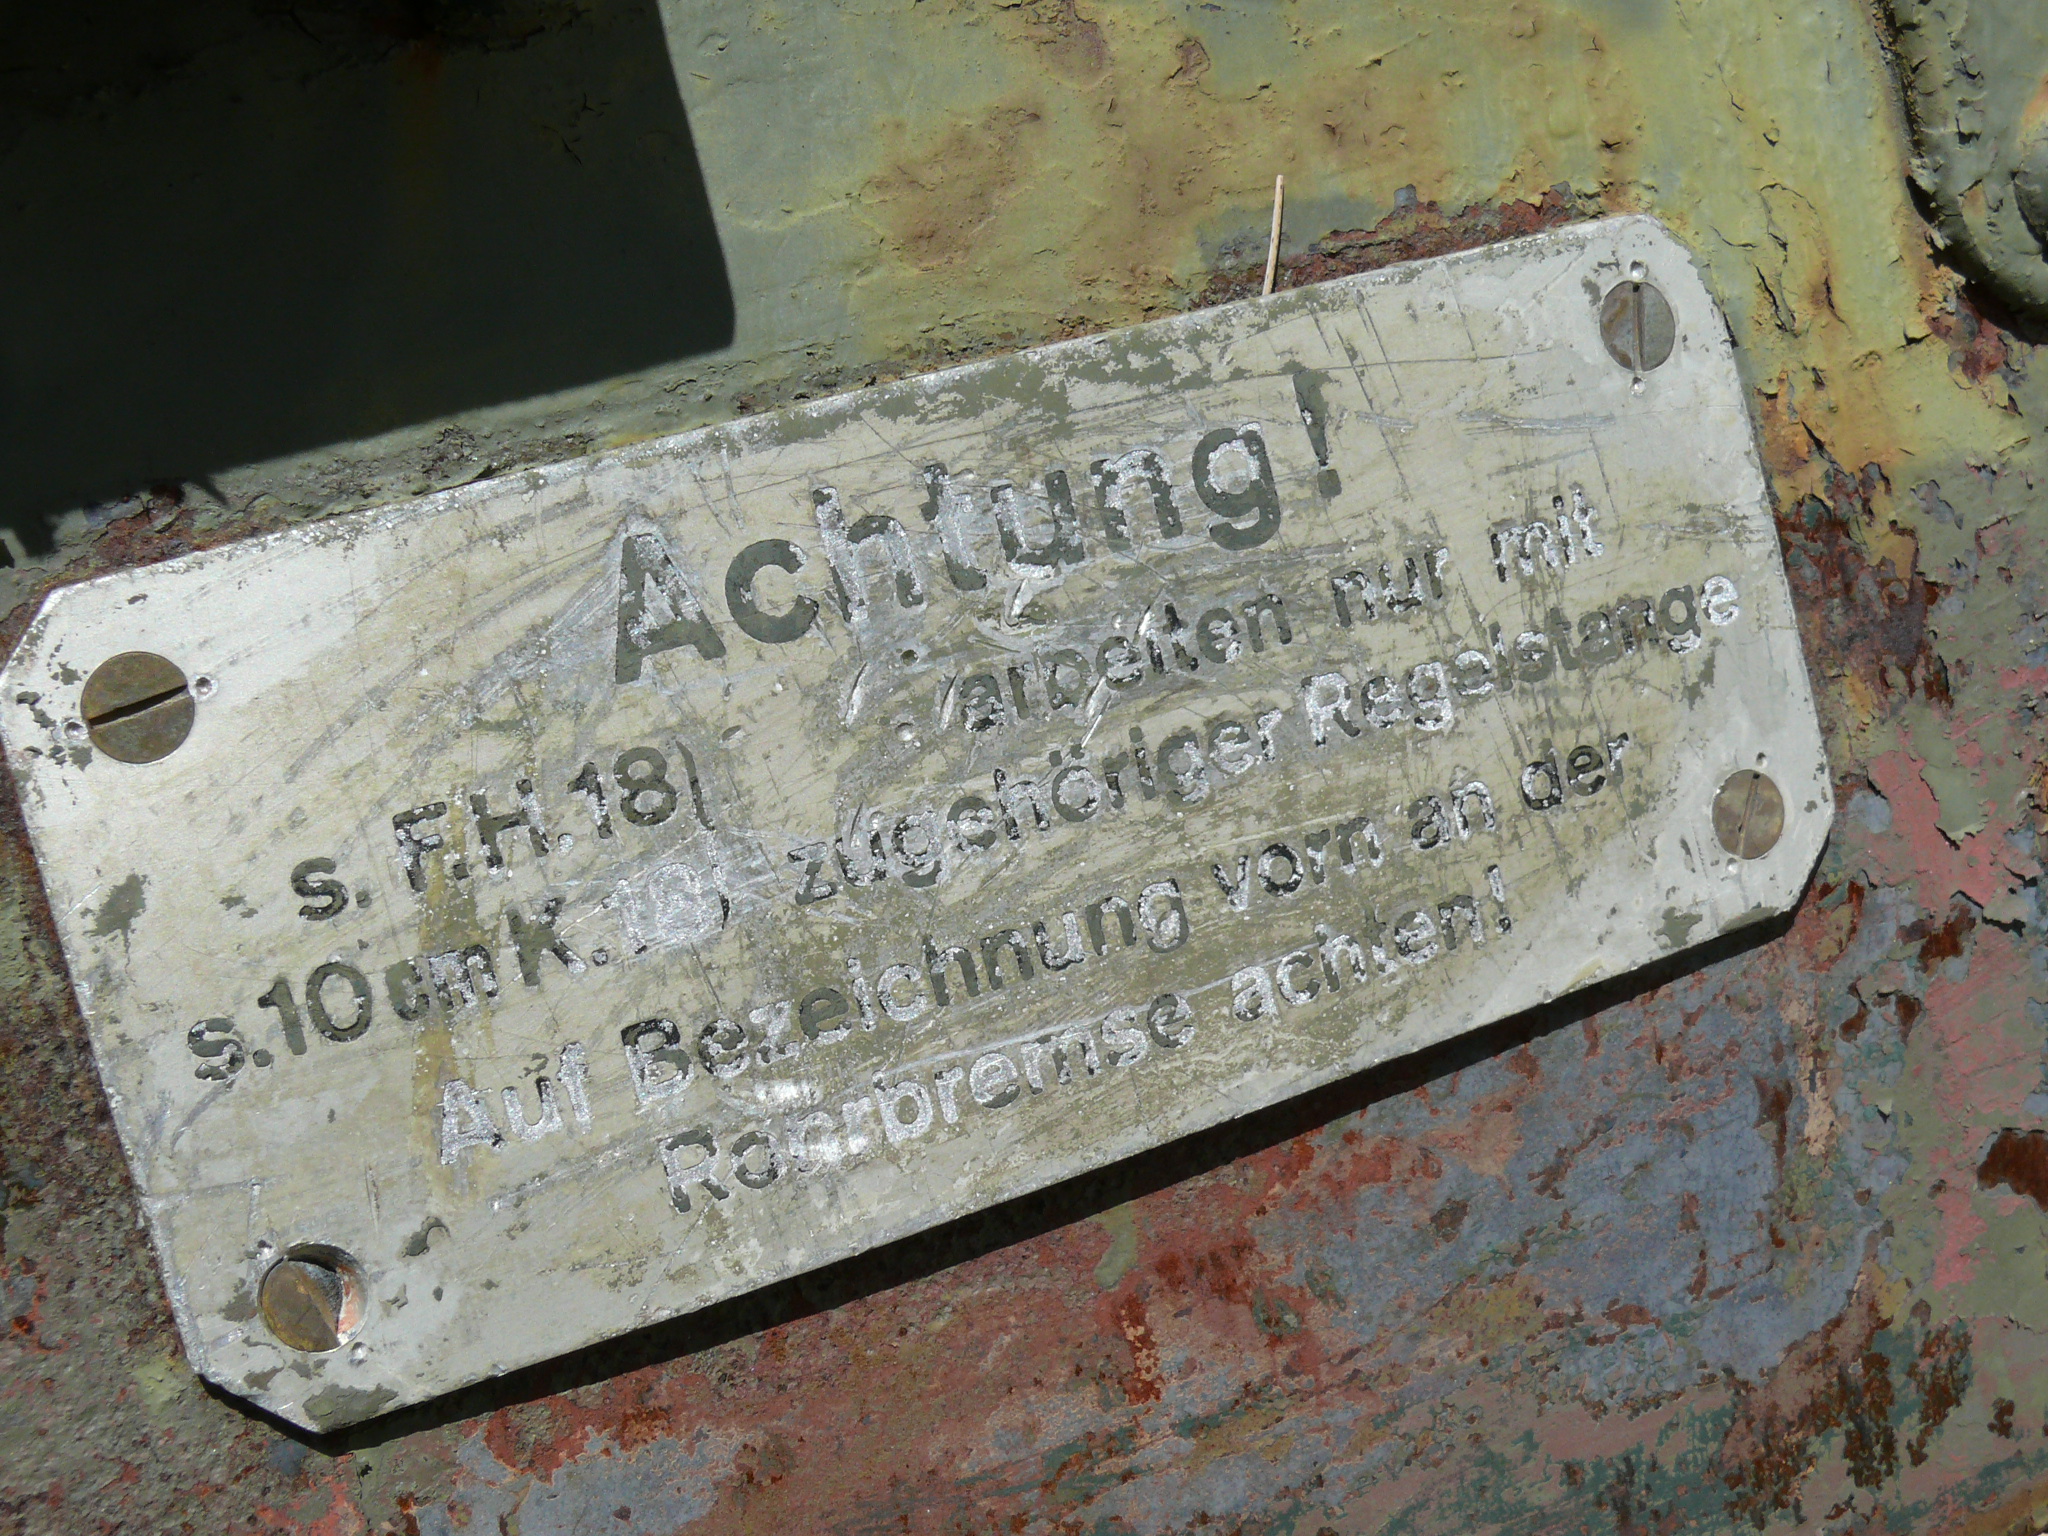 Achtung!
s. F.H.18) arbeiten nur mit
s.10cm K.18) zugehöriger Regelstange
Auf Bezeichnung vorn an der
Rohrbremse achten!